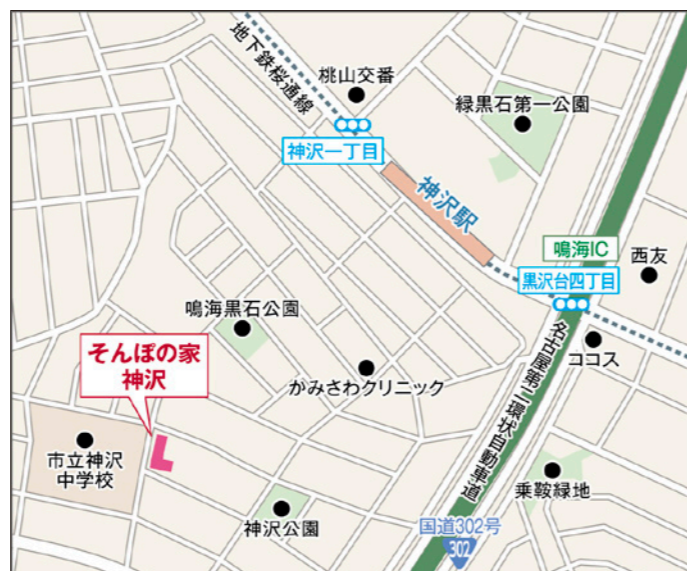 地下鉄桜通線
桃山交番
緑黒石第一公園
神沢一丁目
神沢駅
鳴海IC
西友
黒沢台四丁目
鳴海黒石公園
そんぽの家
神沢
かみさわクリニック
ココス
名古屋第二環状自動車道
市立神沢
中学校
乗鞍緑地
神沢公園
国道302号
302